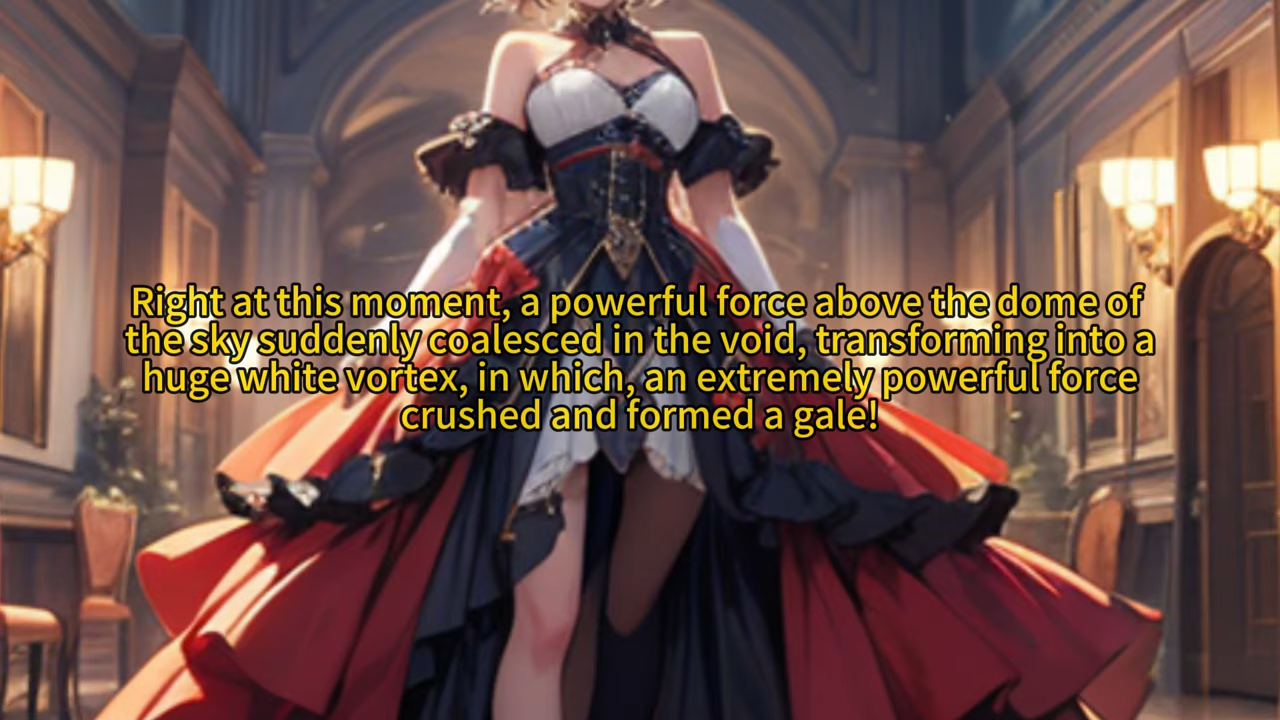 Right at this moment, a powerful force above the dome of
the sky suddenly coalesced in the void, transforming into a
huge white vortex, in which, an extremely powerful force
crushed and formed a gale!